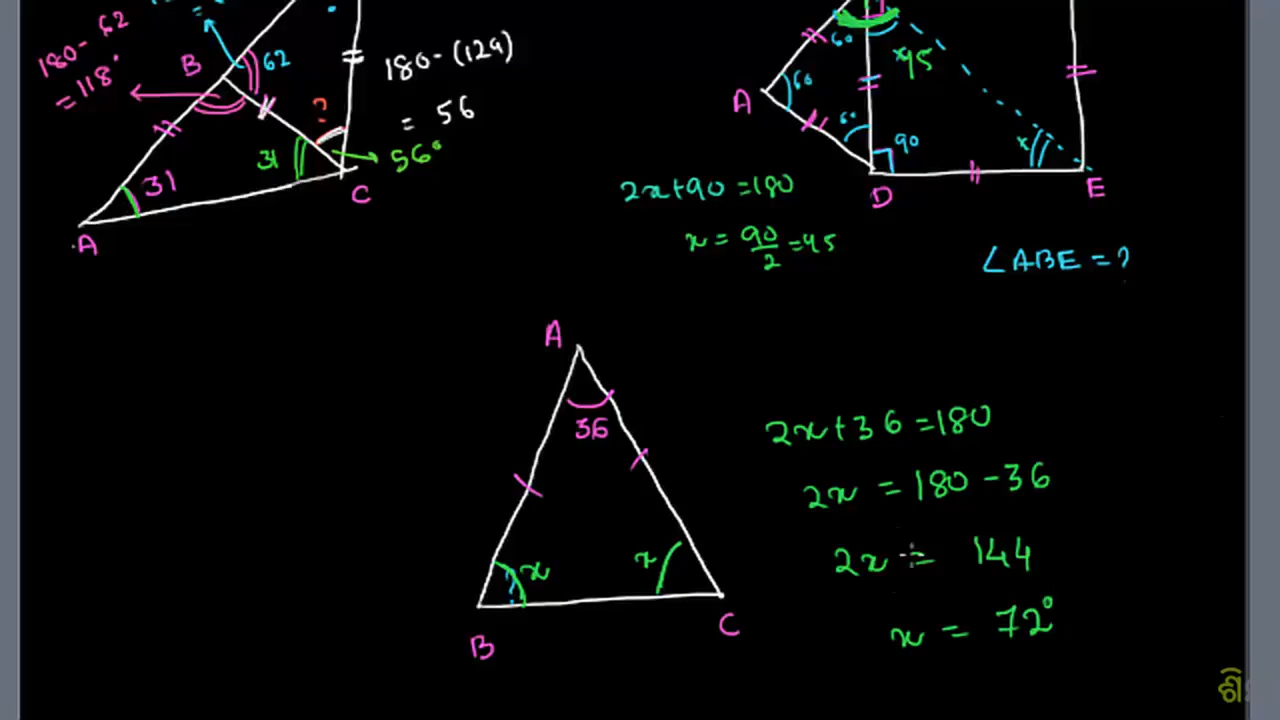 180 - 62
= 118°
B
62
?
31
56°
31
C
A
180 - (124)
= 56
60
95
60
A
60
90
x
D
E
2x+90 = 180
x = 90/2 = 45
∠ABE = ?
A
36
x
?
x
B
C
2x+36 = 180
2x = 180 - 36
2x = 144
x = 72°